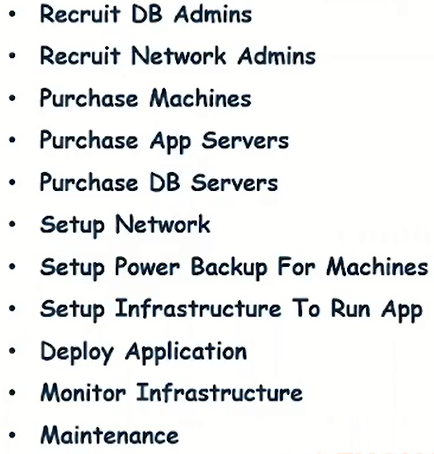 • Recruit DB Admins
• Recruit Network Admins
• Purchase Machines
• Purchase App Servers
• Purchase DB Servers
• Setup Network
• Setup Power Backup For Machines
• Setup Infrastructure To Run App
• Deploy Application
• Monitor Infrastructure
• Maintenance